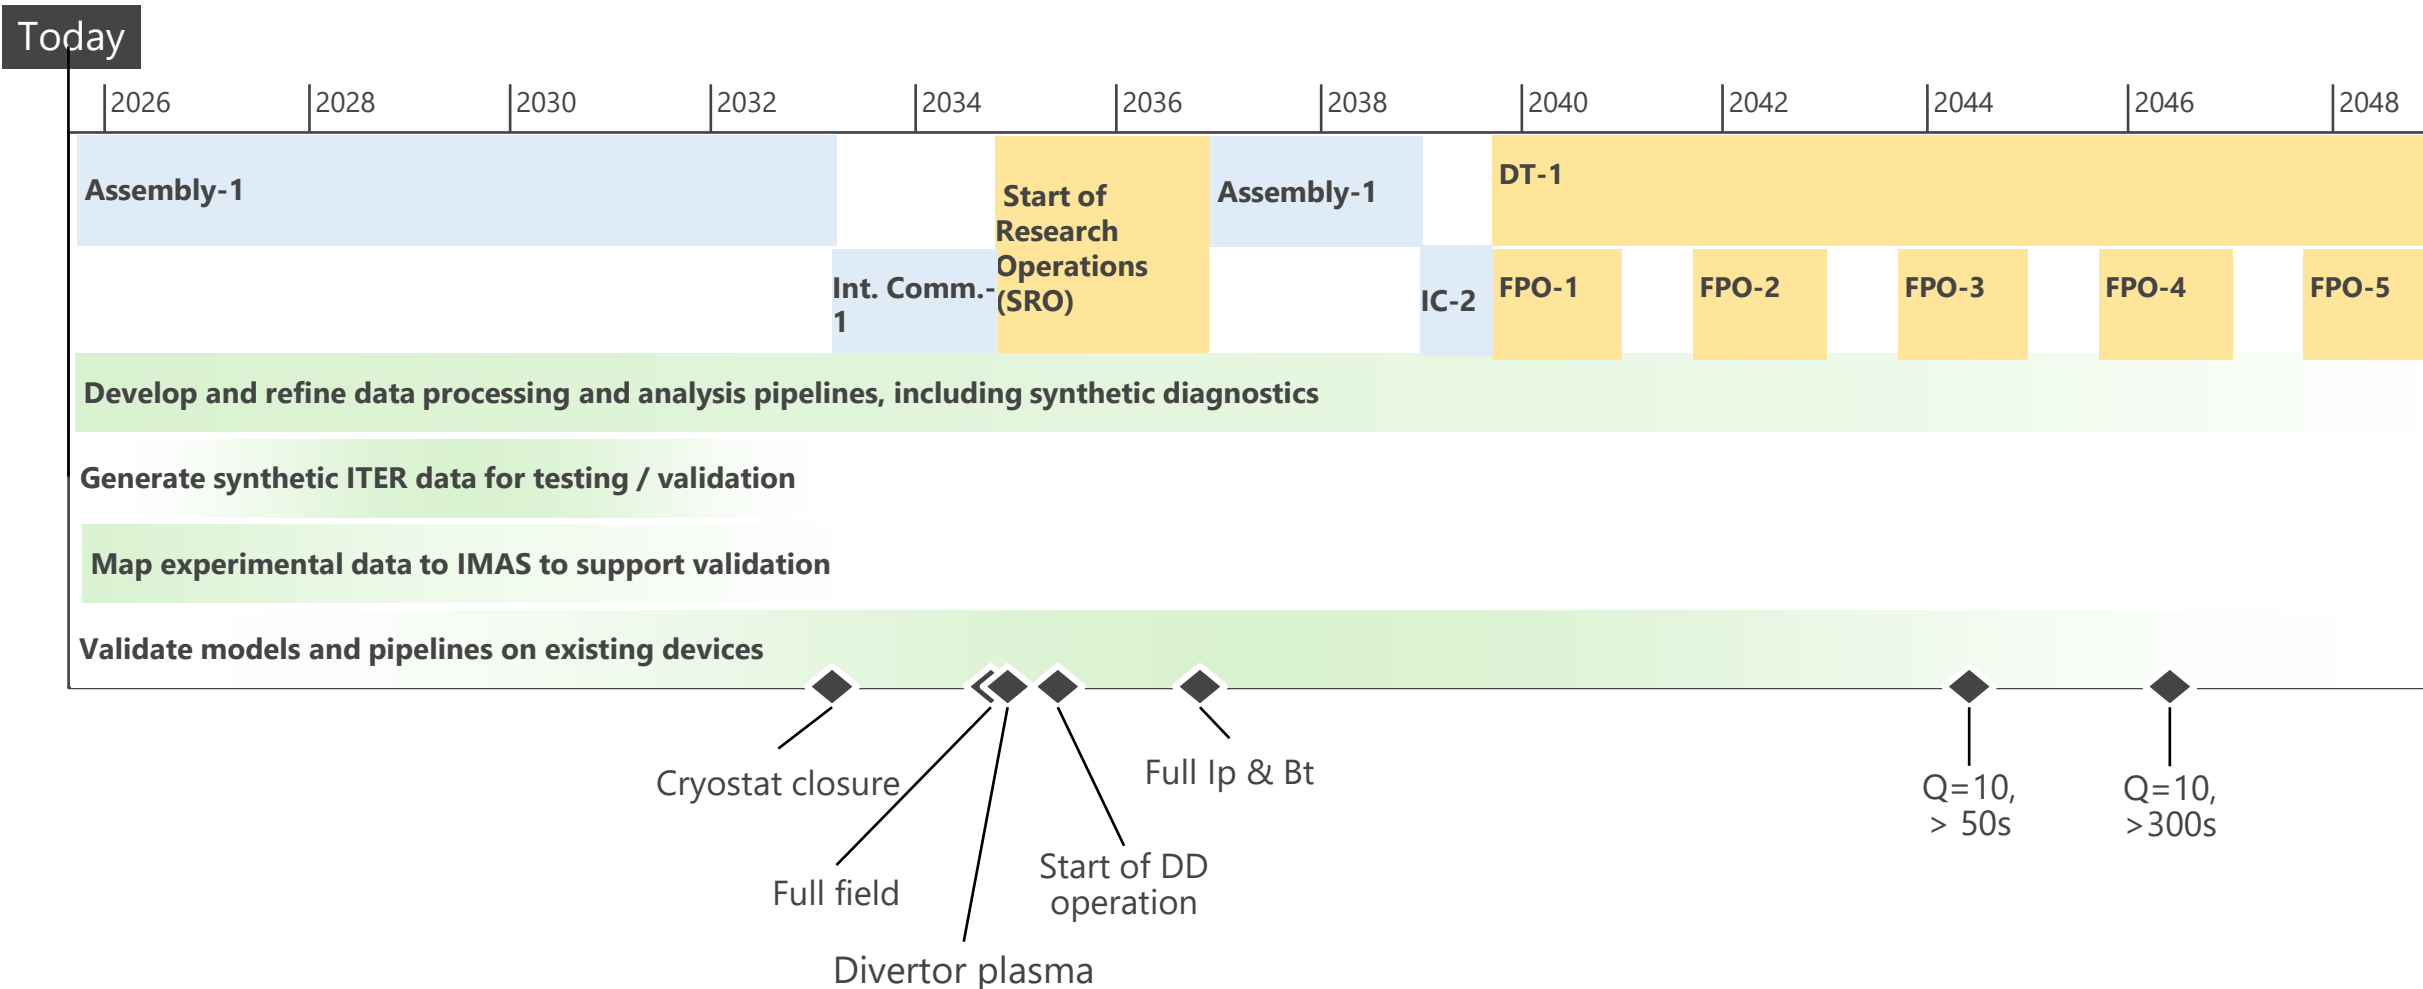 Today
2026
2028
2030
2032
2034
2036
2038
2040
2042
2044
2046
2048
Assembly-1
Start of
Research
Operations
(SRO)
Assembly-1
DT-1
Int. Comm.-
1
IC-2
FPO-1
FPO-2
FPO-3
FPO-4
FPO-5
Develop and refine data processing and analysis pipelines, including synthetic diagnostics
Generate synthetic ITER data for testing / validation
Map experimental data to IMAS to support validation
Validate models and pipelines on existing devices
Cryostat closure
Full field
Divertor plasma
Start of DD
operation
Full Ip & Bt
Q=10,
> 50s
Q=10,
>300s